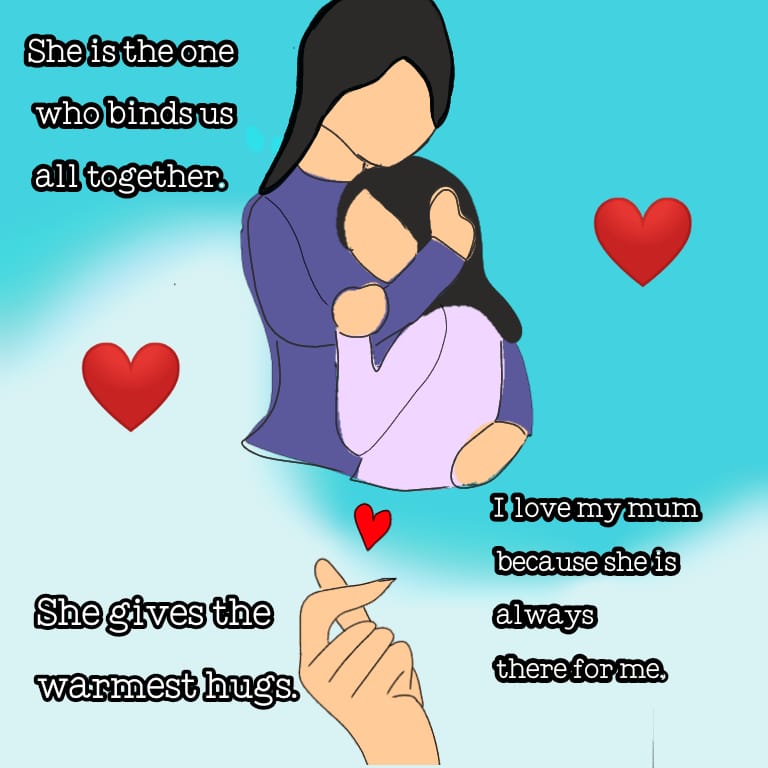 She is the one
who binds us
all together.
I love my mum
because she is
always
there for me.
She gives the
warmest hugs.